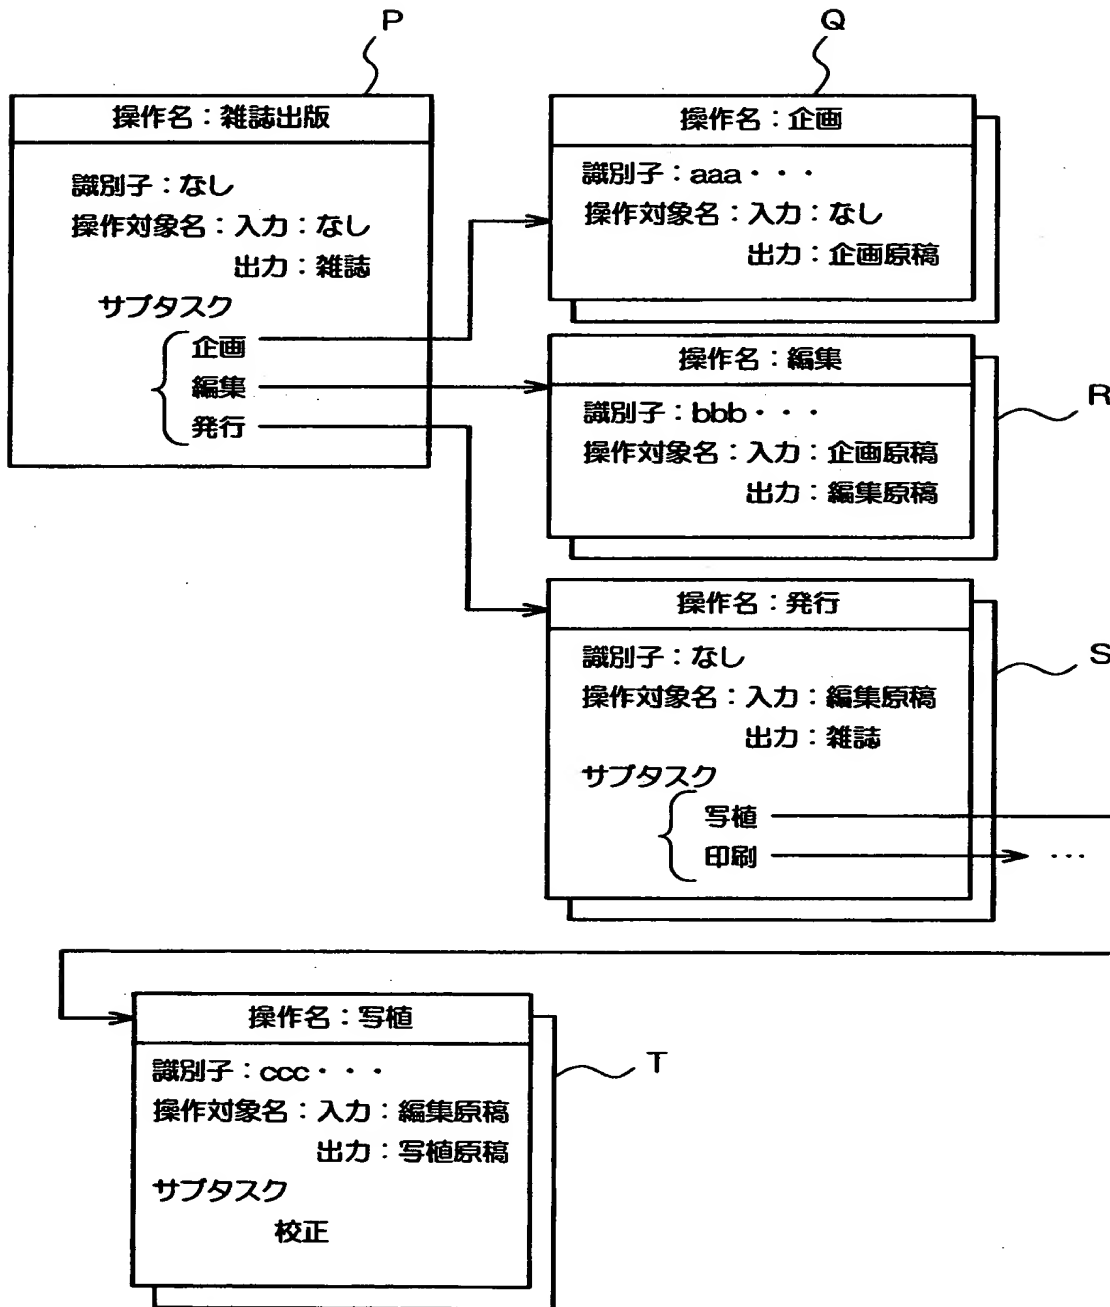 P
操作名：雑誌出版
識別子：なし
操作対象名：入力：なし
出力：雑誌
サブタスク
企画
編集
発行
Q
操作名：企画
識別子：aaa・・・
操作対象名：入力：なし
出力：企画原稿
操作名：編集
R
識別子：bbb・・・
操作対象名：入力：企画原稿
出力：編集原稿
操作名：発行
S
識別子：なし
操作対象名：入力：編集原稿
出力：雑誌
サブタスク
写植
印刷
・・・
操作名：写植
T
識別子：ccc・・・
操作対象名：入力：編集原稿
出力：写植原稿
サブタスク
校正